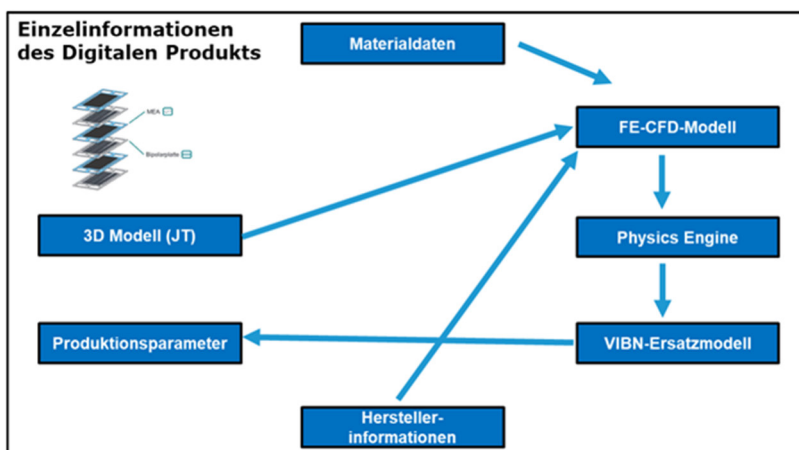 Einzelinformationen
des Digitalen Produkts
Materialdaten
MEA
Bipolarplatte
FE-CFD-Modell
3D Modell (JT)
Physics Engine
Produktionsparameter
VIBN-Ersatzmodell
Hersteller-
informationen